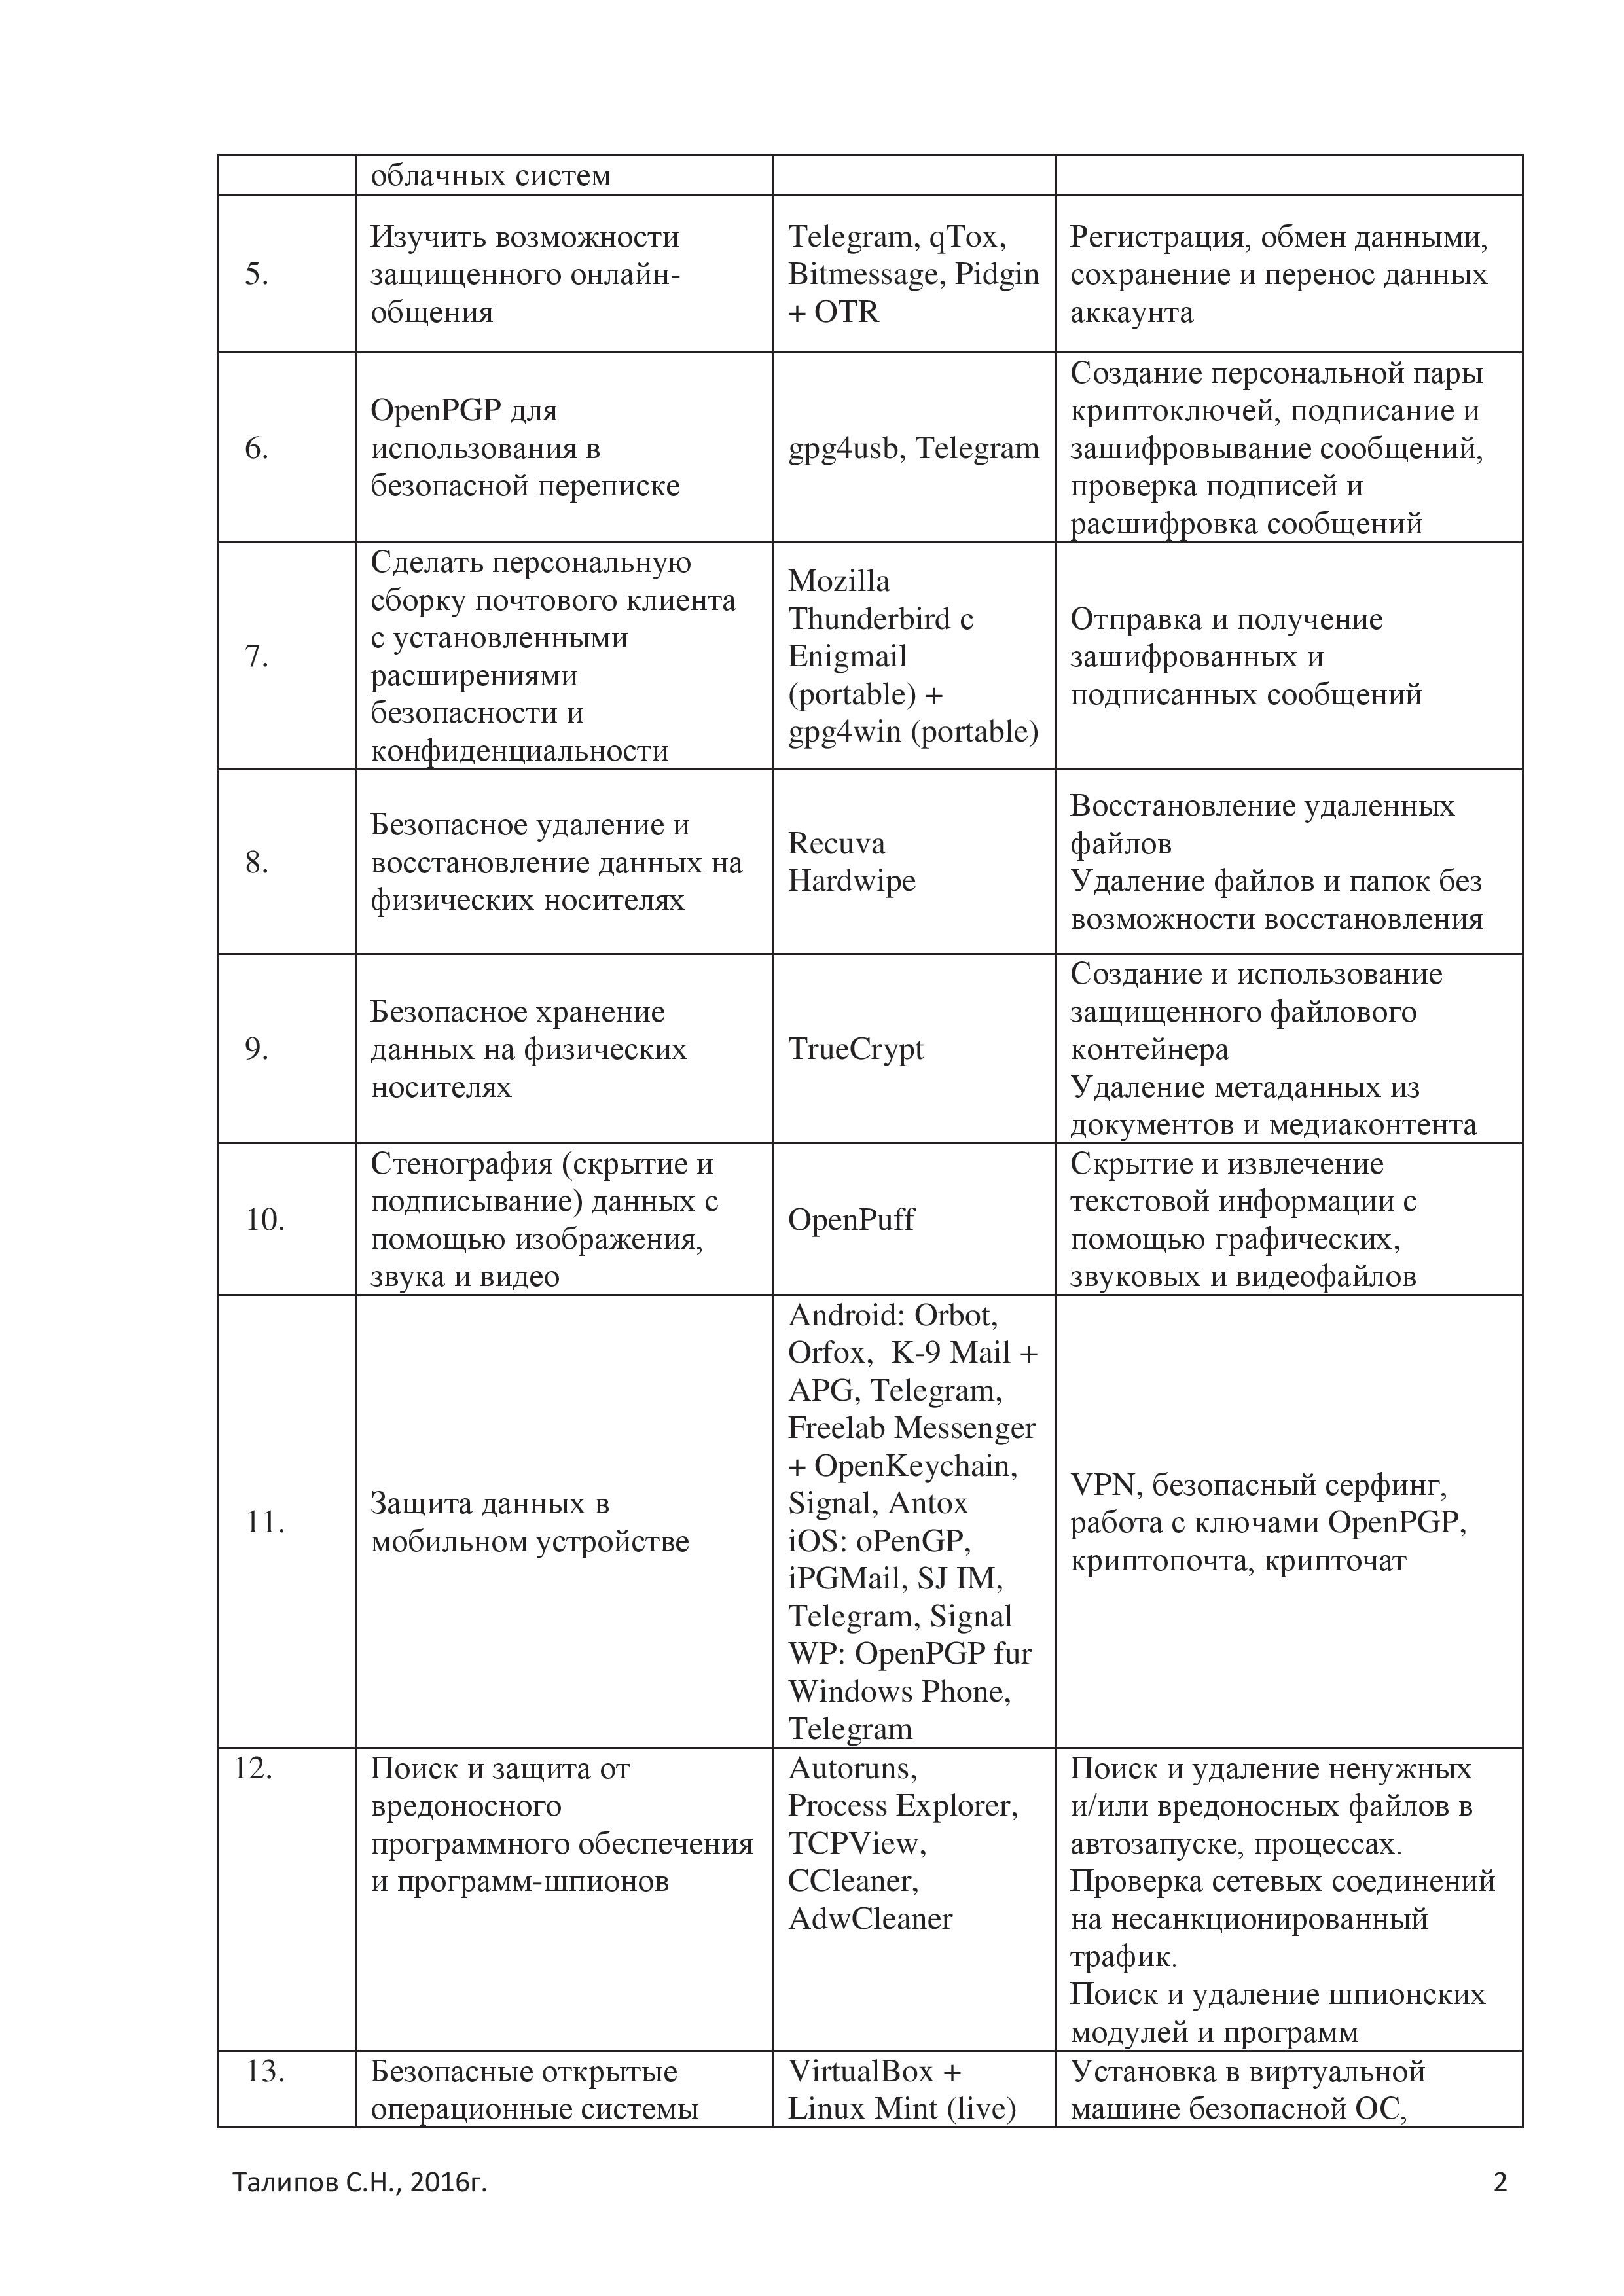 облачных систем
5.
Изучить возможности
защищенного онлайн-
общения
Telegram, qTox,
Bitmessage, Pidgin
+ OTR
Регистрация, обмен данными,
сохранение и перенос данных
аккаунта
6.
OpenPGP для
использования в
безопасной переписке
gpg4usb, Telegram
Создание персональной пары
криптоключей, подписание и
зашифровывание сообщений,
проверка подписей и
расшифровка сообщений
7.
Сделать персональную
сборку почтового клиента
с установленными
расширениями
безопасности и
конфиденциальности
Mozilla
Thunderbird с
Enigmail
(portable) +
gpg4win (portable)
Отправка и получение
зашифрованных и
подписанных сообщений
8.
Безопасное удаление и
восстановление данных на
физических носителях
Recuva
Hardwipe
Восстановление удаленных
файлов
Удаление файлов и папок без
возможности восстановления
9.
Безопасное хранение
данных на физических
носителях
TrueCrypt
Создание и использование
защищенного файлового
контейнера
Удаление метаданных из
документов и медиаконтента
10.
Стенография (скрытие и
подписывание) данных с
помощью изображения,
звука и видео
OpenPuff
Скрытие и извлечение
текстовой информации с
помощью графических,
звуковых и видеофайлов
11.
Защита данных в
мобильном устройстве
Android: Orbot,
Orfox, K-9 Mail +
APG, Telegram,
Freelab Messenger
+ OpenKeychain,
Signal, Antox
iOS: oPenGP,
iPGMail, SJ IM,
Telegram, Signal
WP: OpenPGP fur
Windows Phone,
Telegram
VPN, безопасный серфинг,
работа с ключами OpenPGP,
криптопочта, крипточат
12.
Поиск и защита от
вредоносного
программного обеспечения
и программ-шпионов
Autoruns,
Process Explorer,
TCPView,
CCleaner,
AdwCleaner
Поиск и удаление ненужных
и/или вредоносных файлов в
автозапуске, процессах.
Проверка сетевых соединений
на несанкционированный
трафик.
Поиск и удаление шпионских
модулей и программ
13.
Безопасные открытые
операционные системы
VirtualBox +
Linux Mint (live)
Установка в виртуальной
машине безопасной ОС,
Талипов С.Н., 2016г.
2